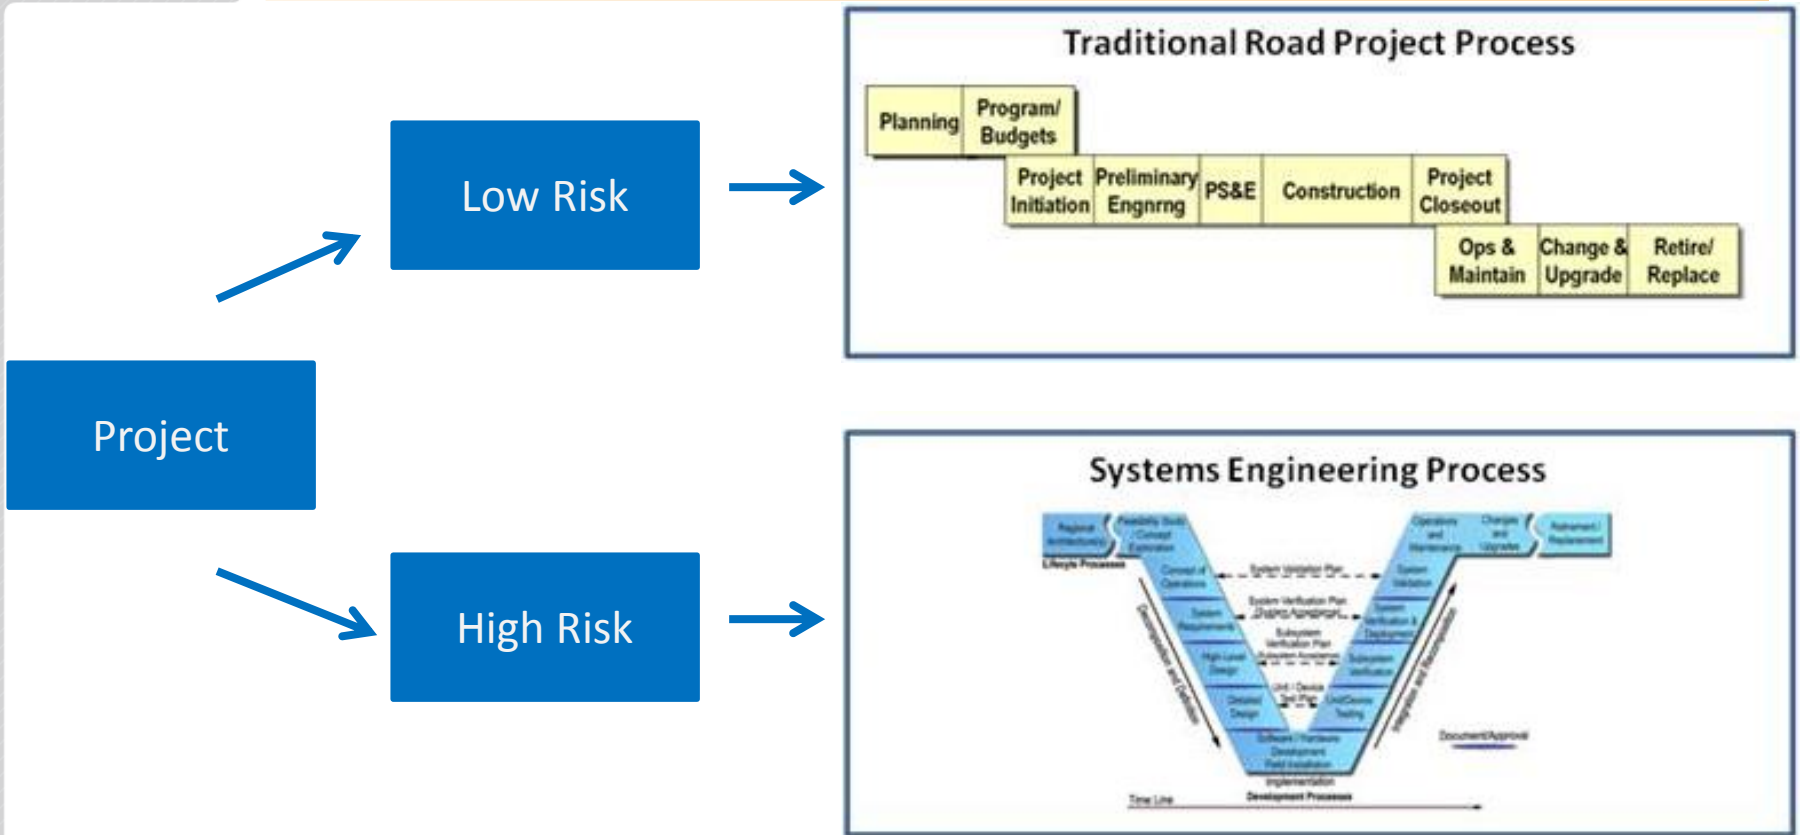 Traditional Road Project Process
Planning
Program/
Budgets
Project
Initiation
Preliminary
Engnrng
PS&E
Construction
Project
Closeout
Ops &
Maintain
Change &
Upgrade
Retire/
Replace
Low Risk
Project
High Risk
Systems Engineering Process
Regional
Architecture(s)
Feasibility Study
/ Concept
Exploration
Operations
and
Maintenance
Changes
and
Upgrades
Retirement /
Replacement
Lifecyle Processes
Concept of
Operations
System Validation Plan
System
Validation
System
Requirements
System Verification Plan
(System Acceptance)
System
Verification &
Deployment
High-Level
Design
Subsystem
Verification Plan
Subsystem Acceptance
Subsystem
Verification
Detailed
Design
Unit / Device
Test Plan
Unit/Device
Testing
Decomposition and Definition
Integration and Recomposition
Software / Hardware
Development
Field Installation
Implementation
Document/Approval
Time Line
Development Processes